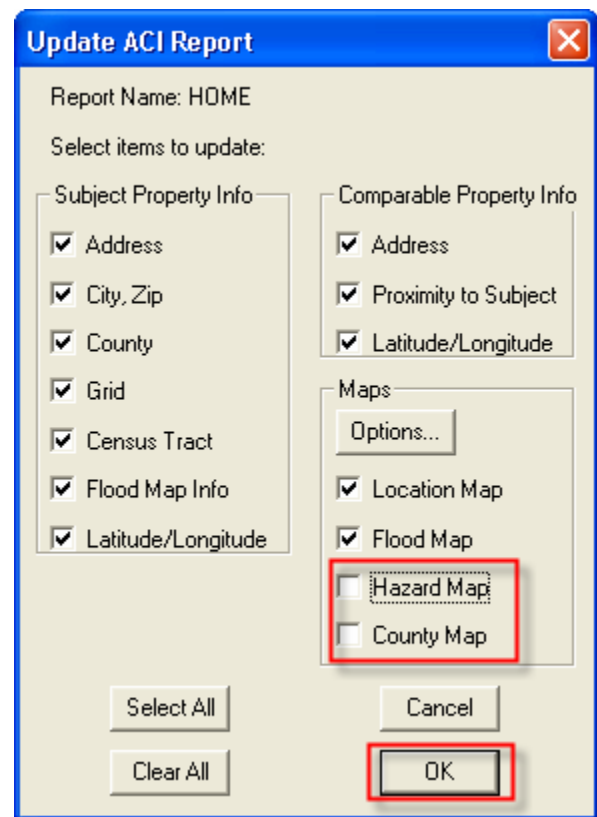 Update ACI Report
Report Name: HOME
Select items to update:
Subject Property Info
Address
City, Zip
County
Grid
Census Tract
Flood Map Info
Latitude/Longitude
Comparable Property Info
Address
Proximity to Subject
Latitude/Longitude
Maps
Options...
Location Map
Flood Map
Hazard Map
County Map
Select All
Cancel
Clear All
OK